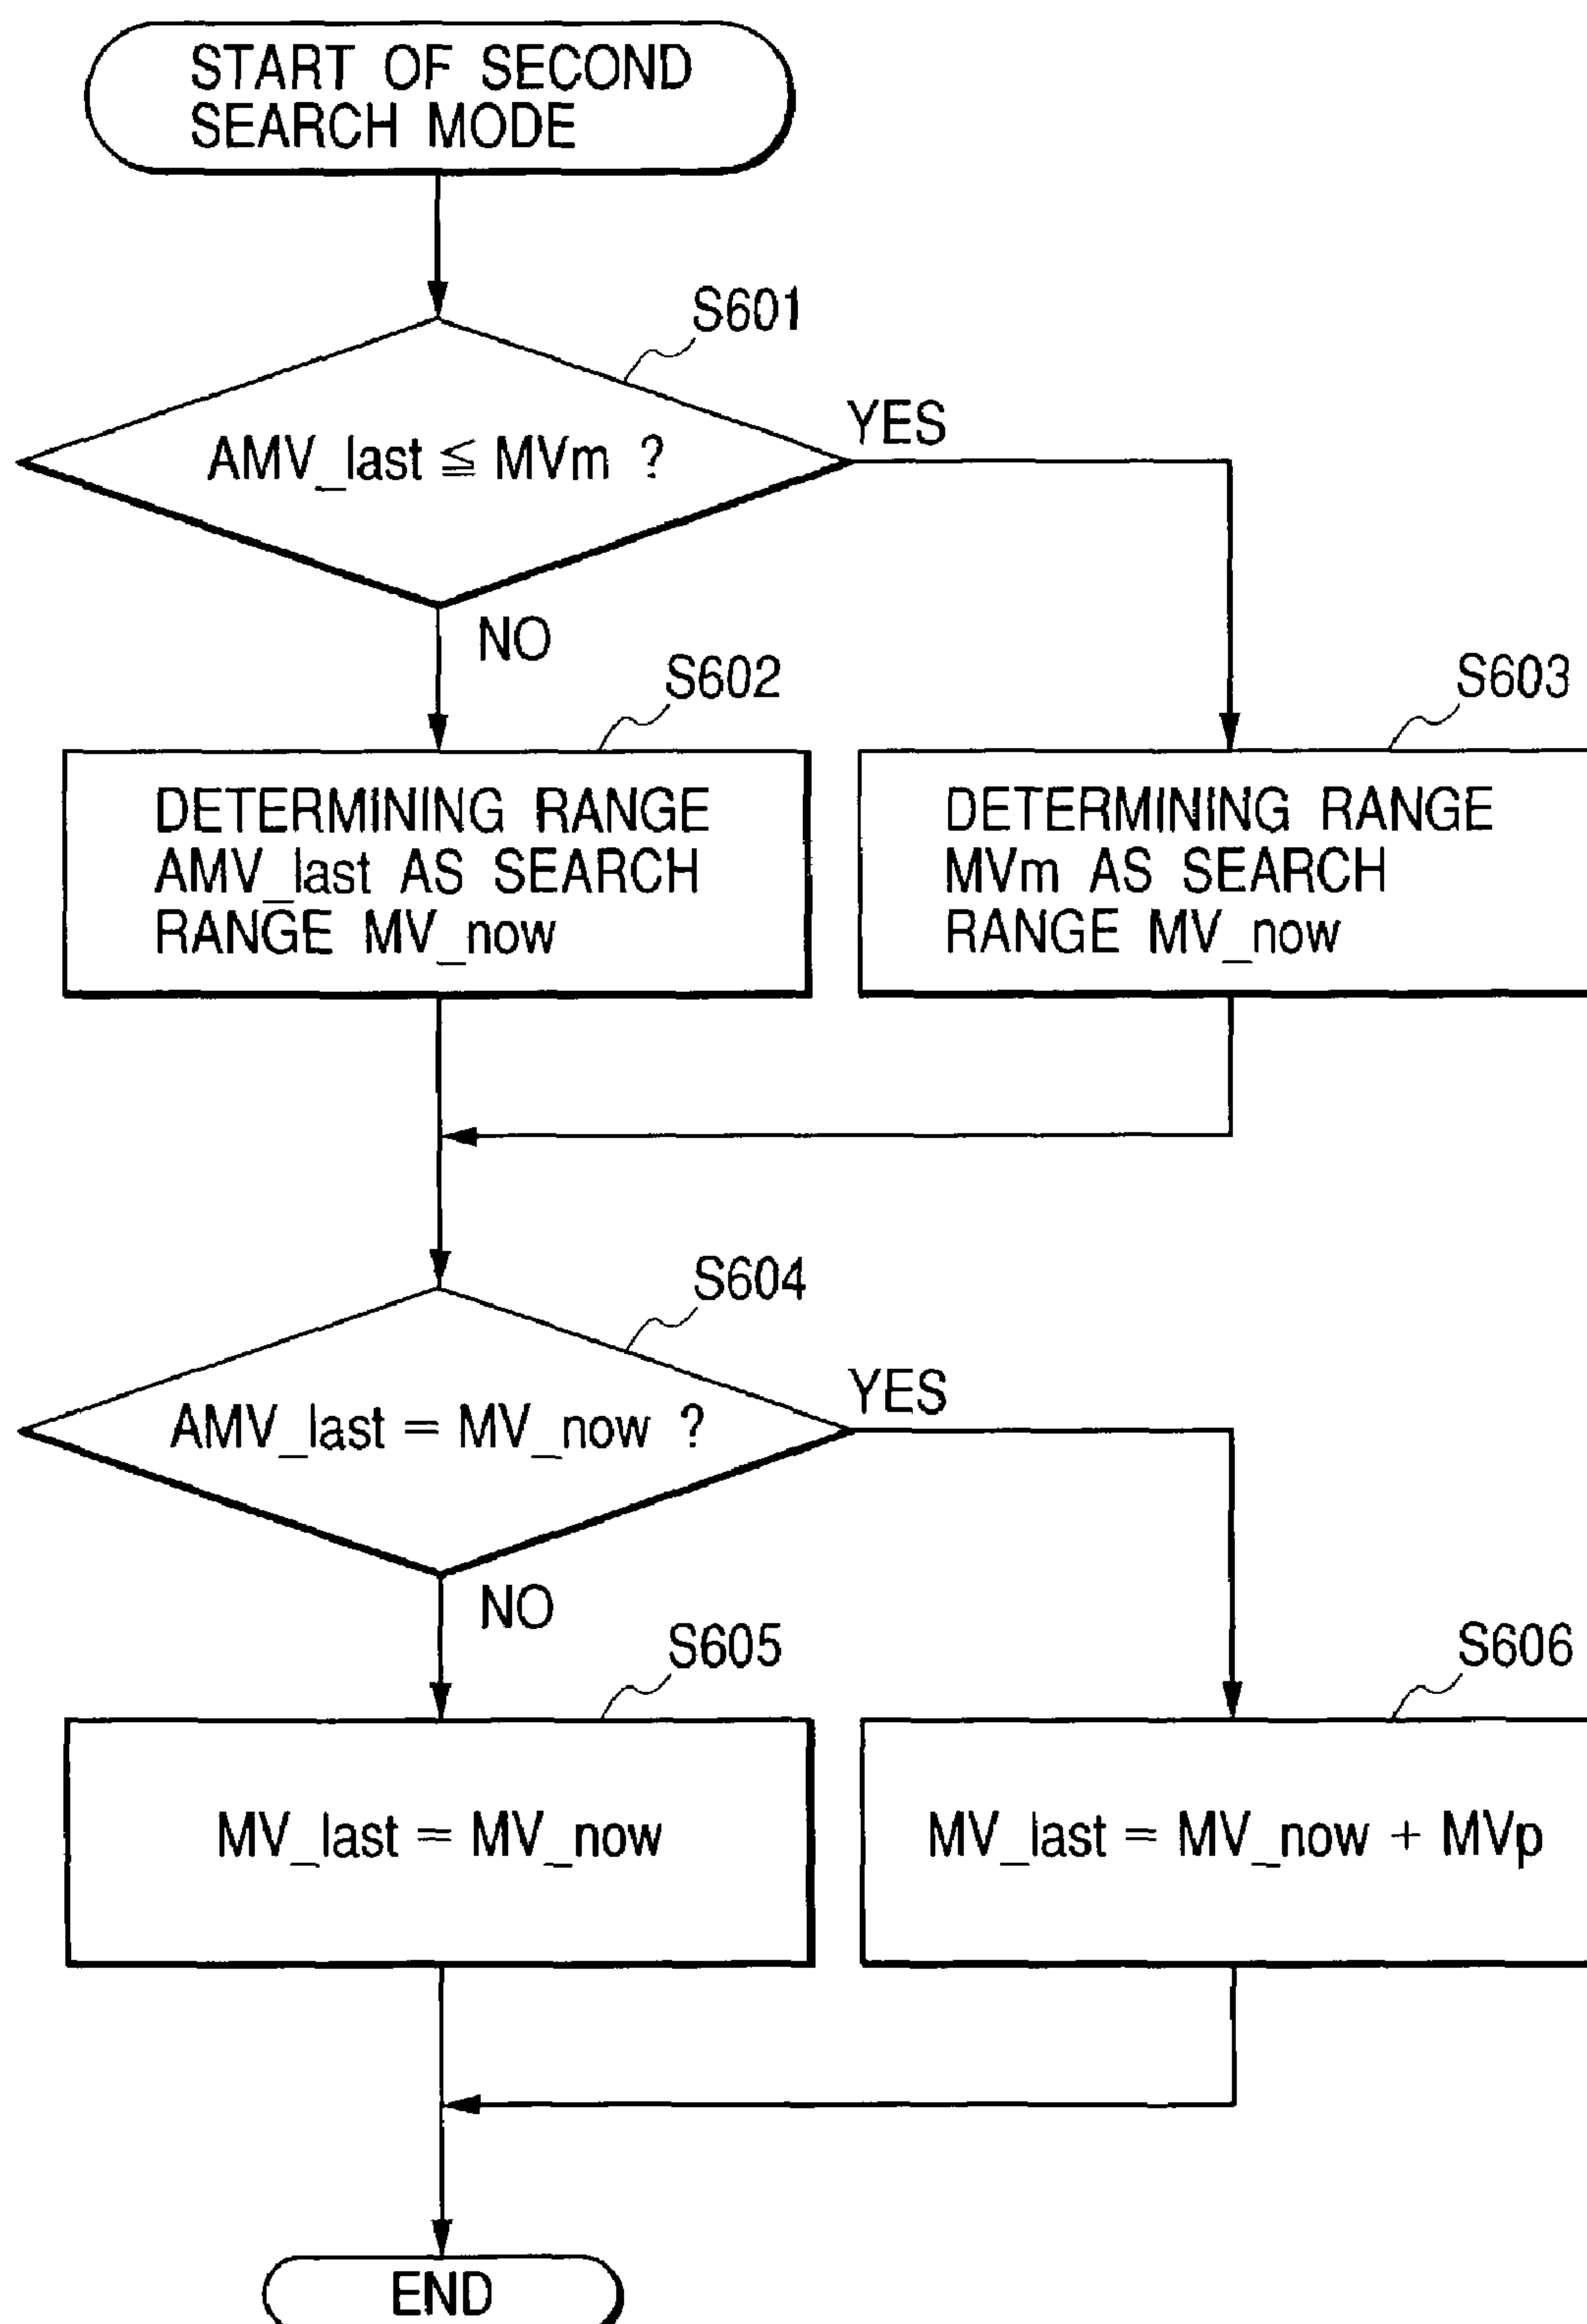 START OF SECOND
SEARCH MODE
S601
AMV_last ≦ MVm ?
YES
NO
S602
S603
DETERMINING RANGE
AMV_last AS SEARCH
RANGE MV_now
DETERMINING RANGE
MVm AS SEARCH
RANGE MV_now
S604
AMV_last = MV_now ?
YES
NO
S605
S606
MV_last = MV_now
MV_last = MV_now + MVp
END